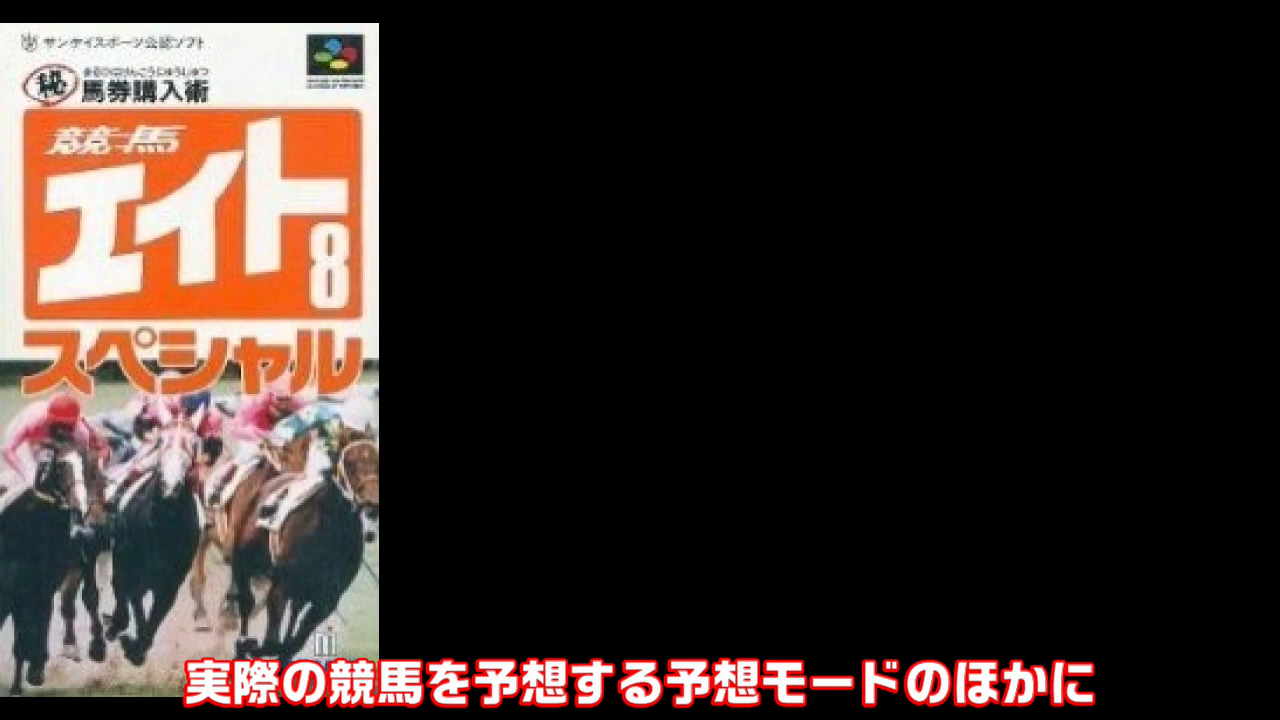 サンケイスポーツ公認ソフト
秘
馬券購入術
競馬
エイト
8
スペシャル
実際の競馬を予想する予想モードのほかに